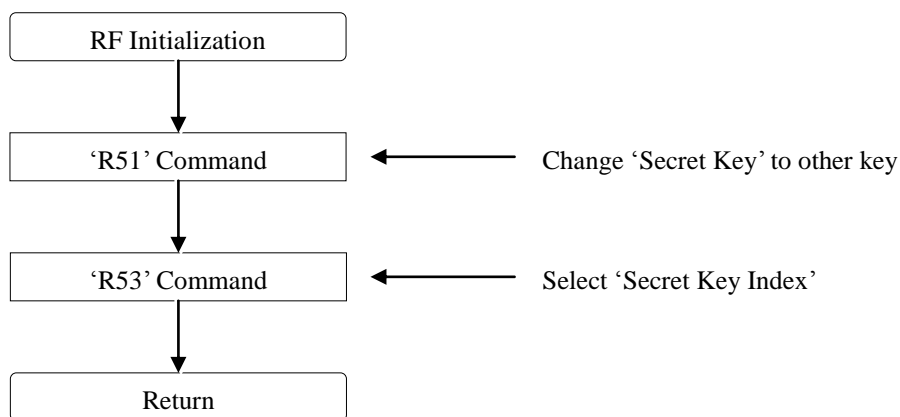 RF Initialization
‘R51’ Command
Change ‘Secret Key’ to other key
‘R53’ Command
Select ‘Secret Key Index’
Return